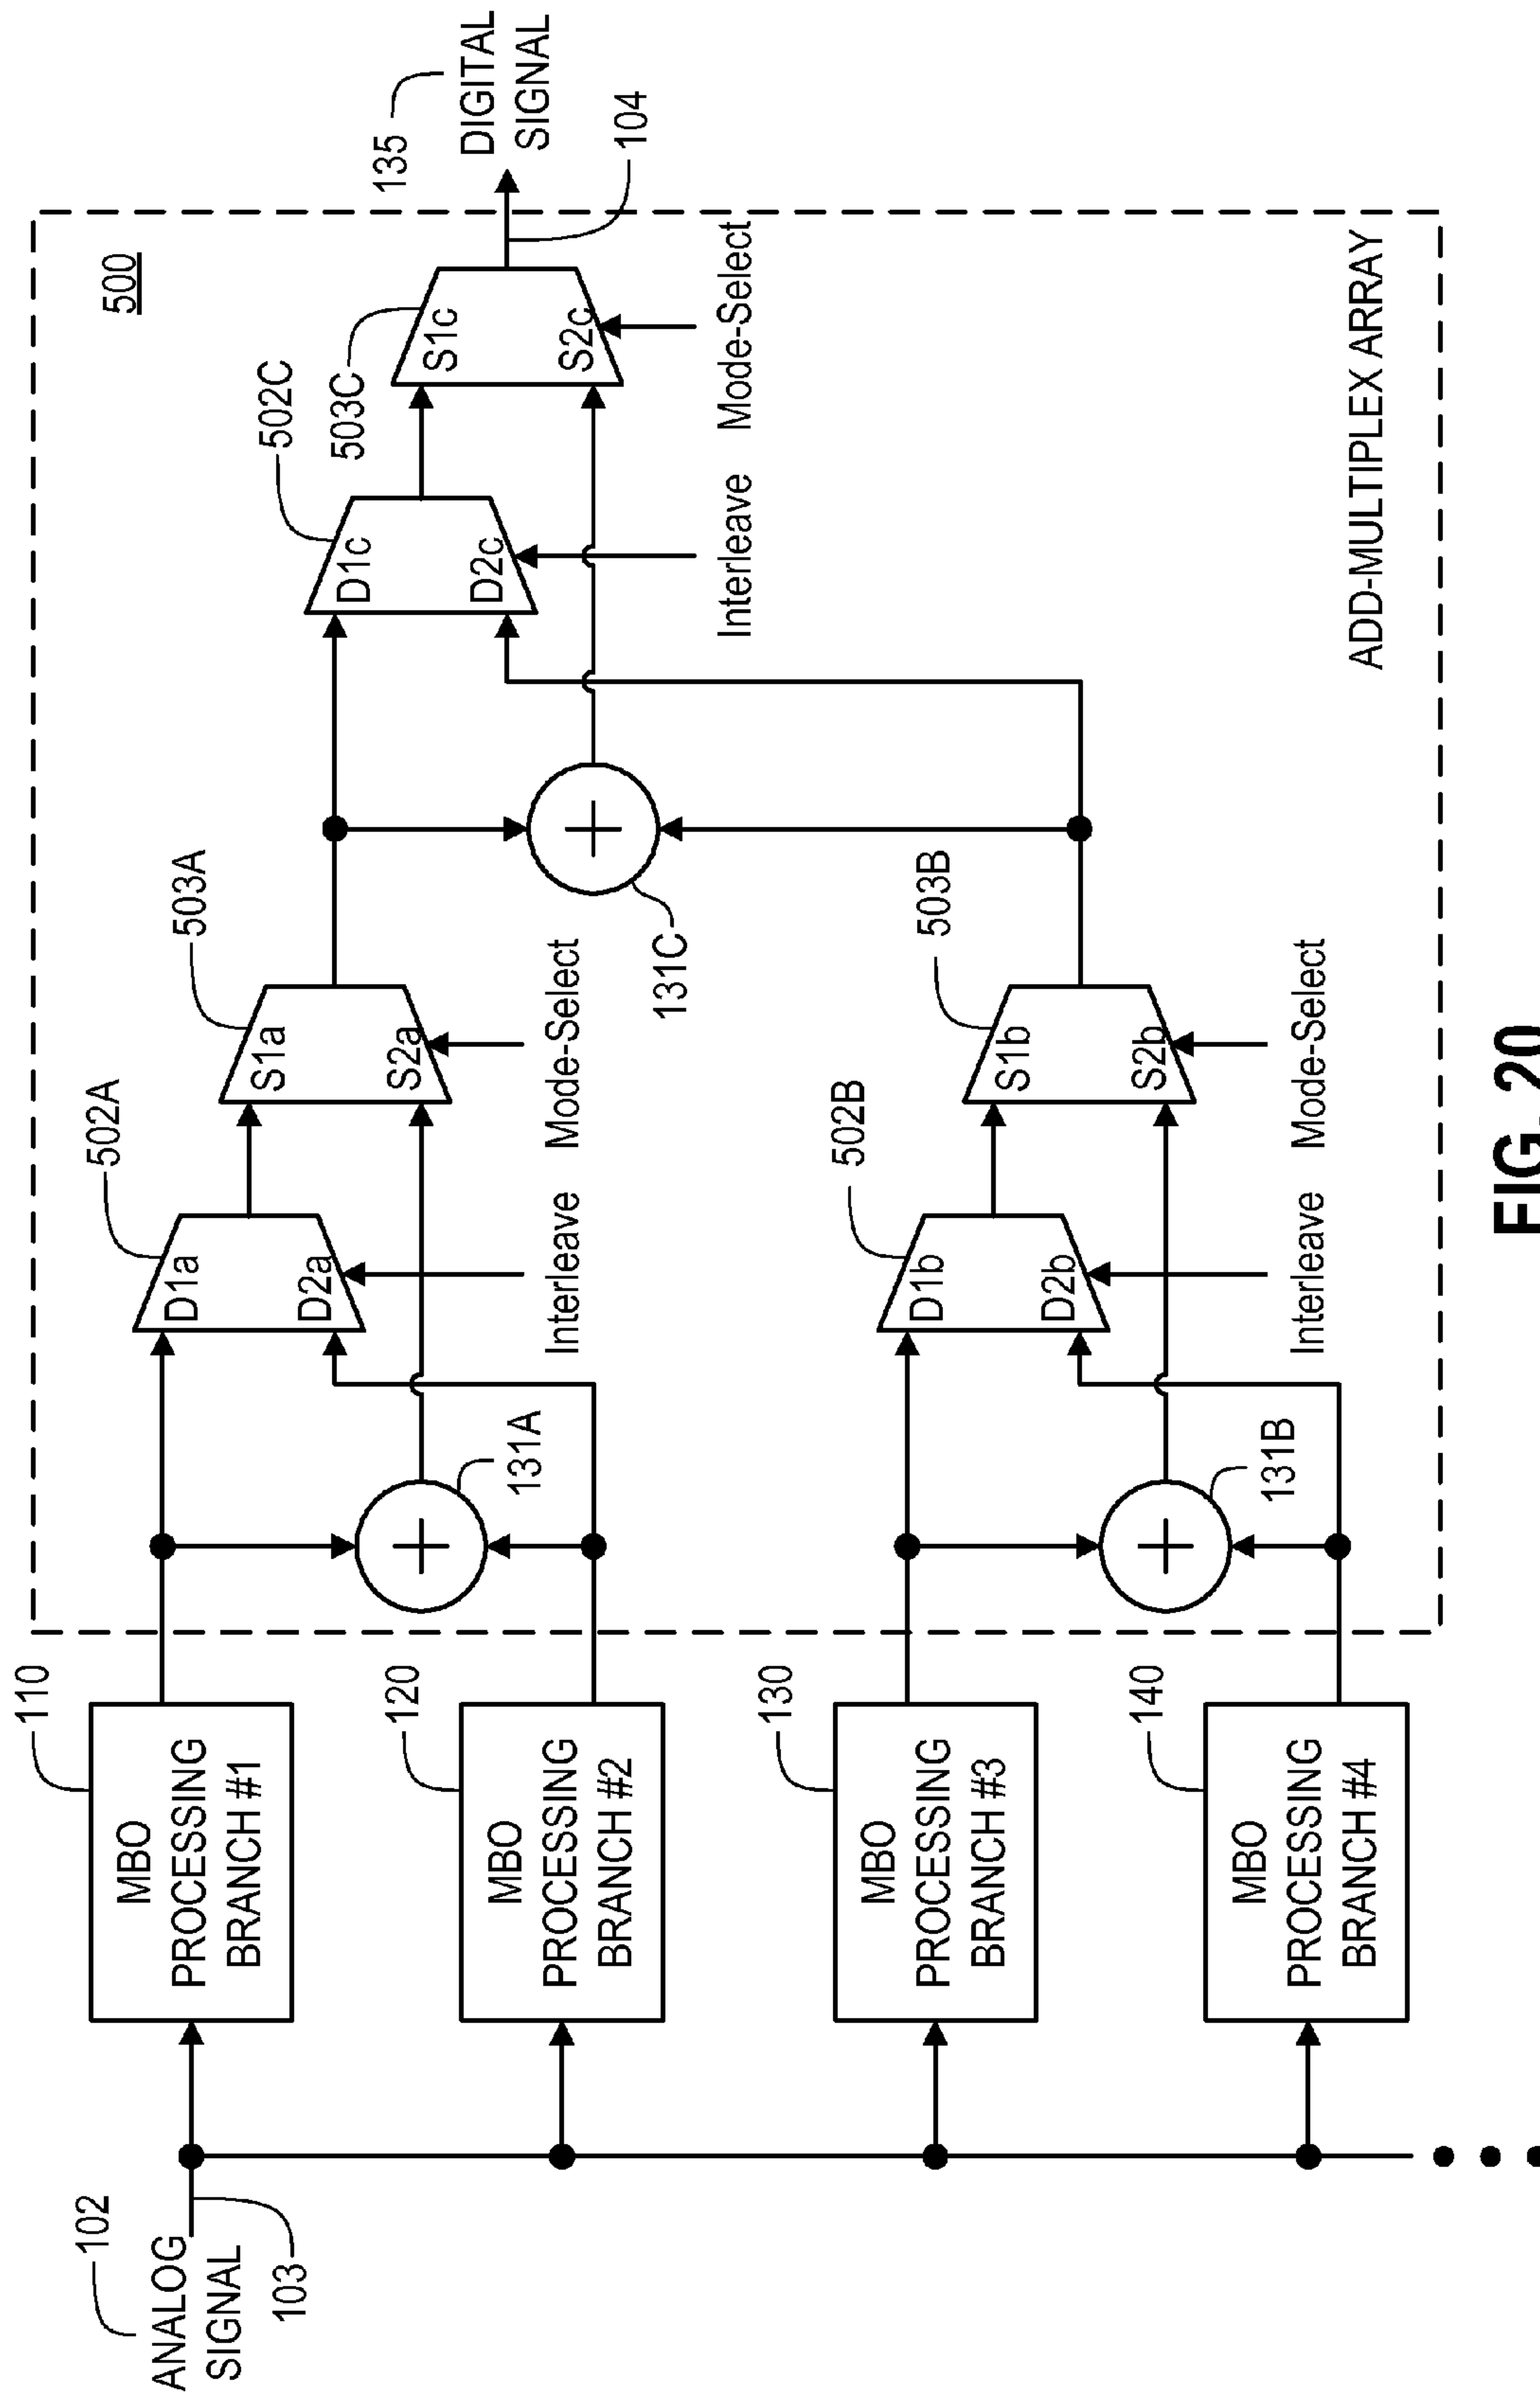 102
ANALOG
SIGNAL
103
110
MBO
PROCESSING
BRANCH #1
120
MBO
PROCESSING
BRANCH #2
130
MBO
PROCESSING
BRANCH #3
140
MBO
PROCESSING
BRANCH #4
131A
502A
D1a
D2a
Interleave
503A
S1a
S2a
Mode-Select
131B
502B
D1b
D2b
Interleave
503B
S1b
S2b
Mode-Select
131C
502C
D1c
D2c
Interleave
503C
S1c
S2c
Mode-Select
500
ADD-MULTIPLEX ARRAY
104
135
DIGITAL
SIGNAL
FIG. 20